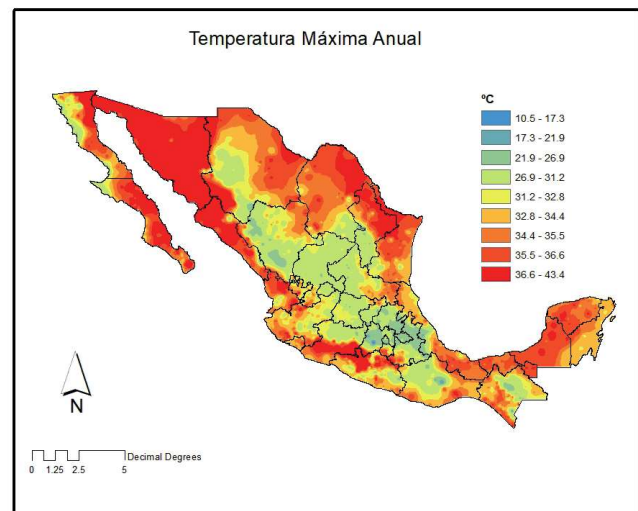 Temperatura Máxima Anual
ºC
10.5 - 17.3
17.3 - 21.9
21.9 - 26.9
26.9 - 31.2
31.2 - 32.8
32.8 - 34.4
34.4 - 35.5
35.5 - 36.6
36.6 - 43.4
N
Decimal Degrees
0 1.25 2.5 5